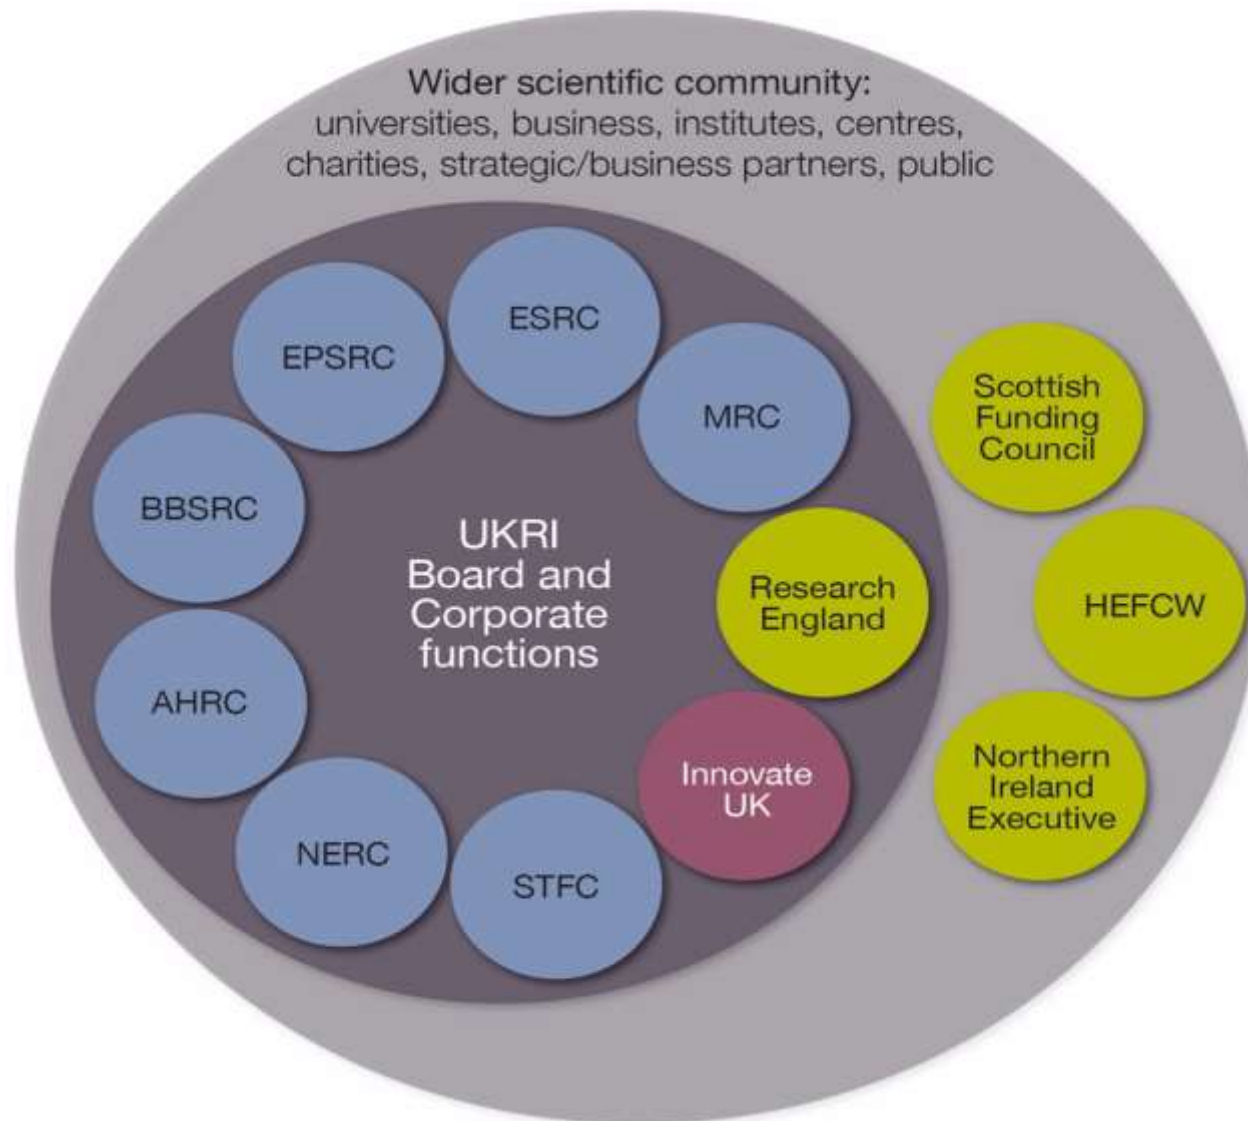 Wider scientific community:
universities, business, institutes, centres,
charities, strategic/business partners, public
ESRC
EPSRC
MRC
BBSRC
UKRI
Board and
Corporate
functions
Research
England
AHRC
Innovate
UK
NERC
STFC
Scottish
Funding
Council
HEFCW
Northern
Ireland
Executive